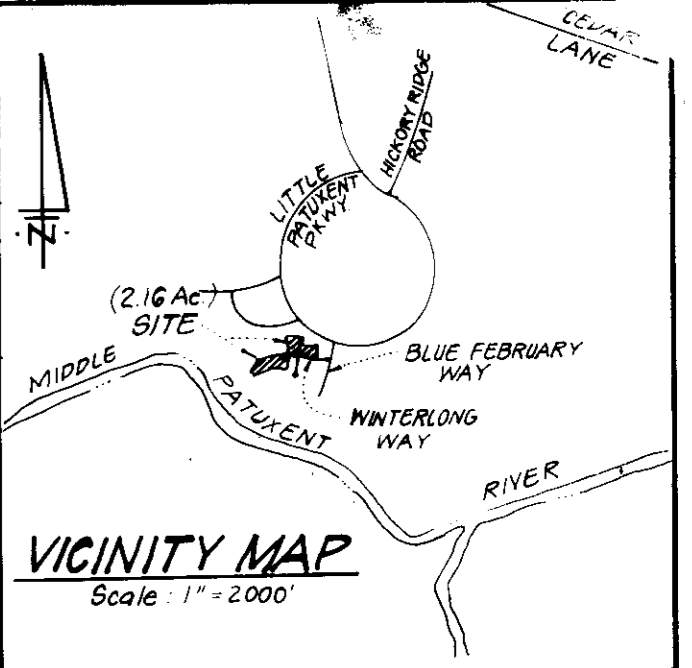 CEDAR
LANE
HICKORY RIDGE
ROAD
LITTLE
PATUXENT
PKWY
N
(2.16 Ac.)
SITE
BLUE FEBRUARY
WAY
MIDDLE
PATUXENT
RIVER
WINTERLONG
WAY
VICINITY MAP
Scale : 1" = 2000'